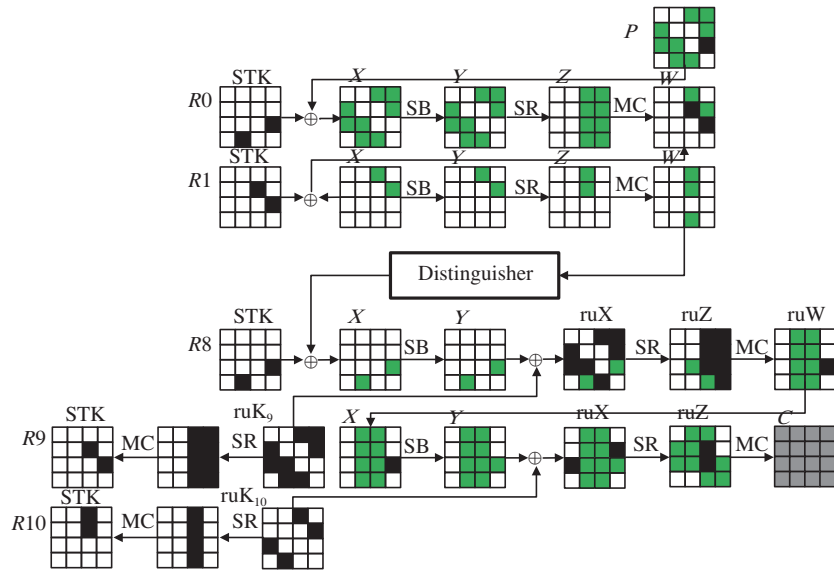 P
STK X Y Z W
R0 SB SR MC
STK X Y Z W
R1 SB SR MC
Distinguisher
STK X Y ruX ruZ ruW
R8 SB SR MC
STK ruK₉ X Y ruX ruZ C
R9 MC SR SB SR MC
STK ruK₁₀
R10 MC SR